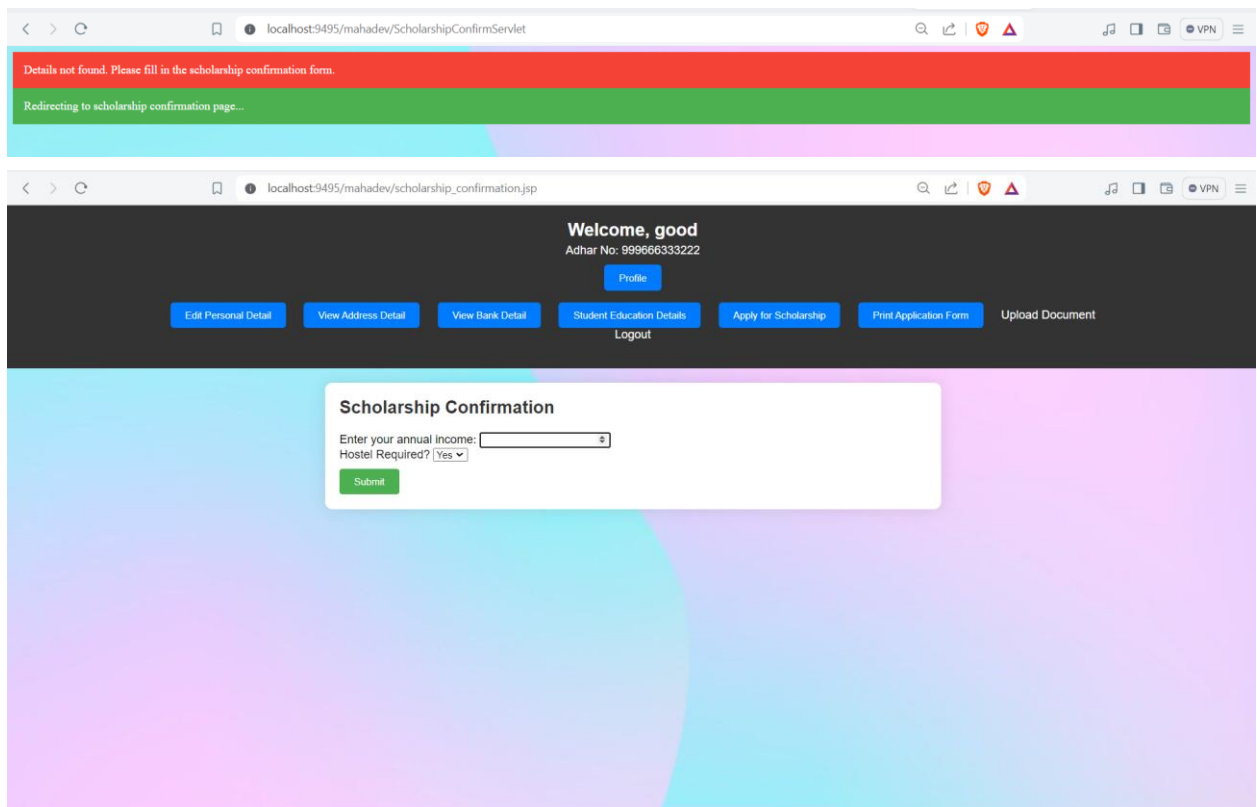 localhost:9495/mahadev/ScholarshipConfirmServlet
VPN
Details not found. Please fill in the scholarship confirmation form.
Redirecting to scholarship confirmation page...
localhost:9495/mahadev/scholarship_confirmation.jsp
VPN
Welcome, good
Adhar No: 999666333222
Profile
Edit Personal Detail View Address Detail View Bank Detail Student Education Details Apply for Scholarship Print Application Form Upload Document
Logout
Scholarship Confirmation
Enter your annual income:
Hostel Required? Yes
Submit